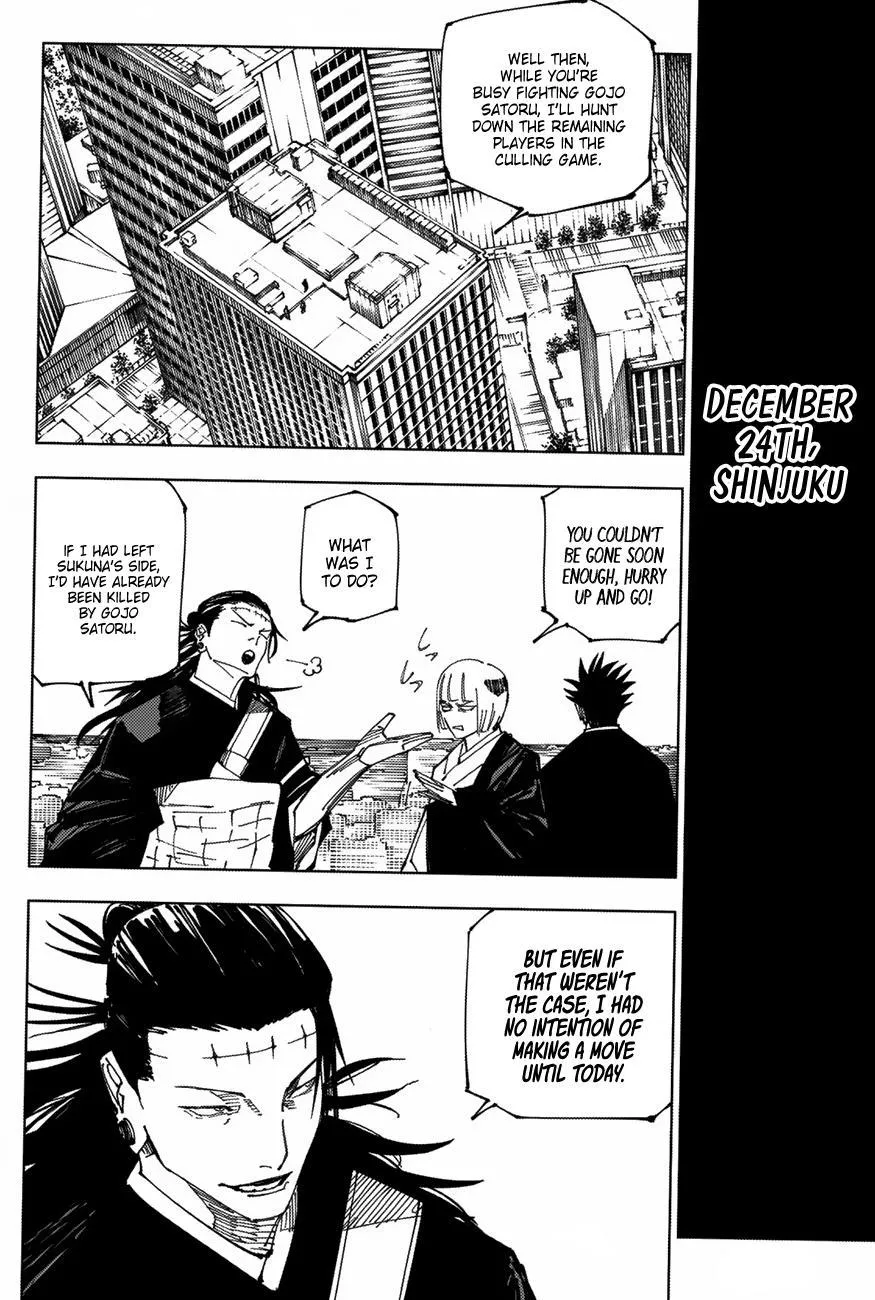 WELL THEN,
WHILE YOU'RE
BUSY FIGHTING GOJO
SATORU, I'LL HUNT
DOWN THE REMAINING
PLAYERS IN THE
CULLING GAME.
DECEMBER
24TH,
SHINJUKU
YOU COULDN'T
BE GONE SOON
ENOUGH, HURRY
UP AND GO!
WHAT
WAS I
TO DO?
IF I HAD LEFT
SUKUNA'S SIDE,
I'D HAVE ALREADY
BEEN KILLED
BY GOJO
SATORU.
BUT EVEN IF
THAT WEREN'T
THE CASE, I HAD
NO INTENTION OF
MAKING A MOVE
UNTIL TODAY.